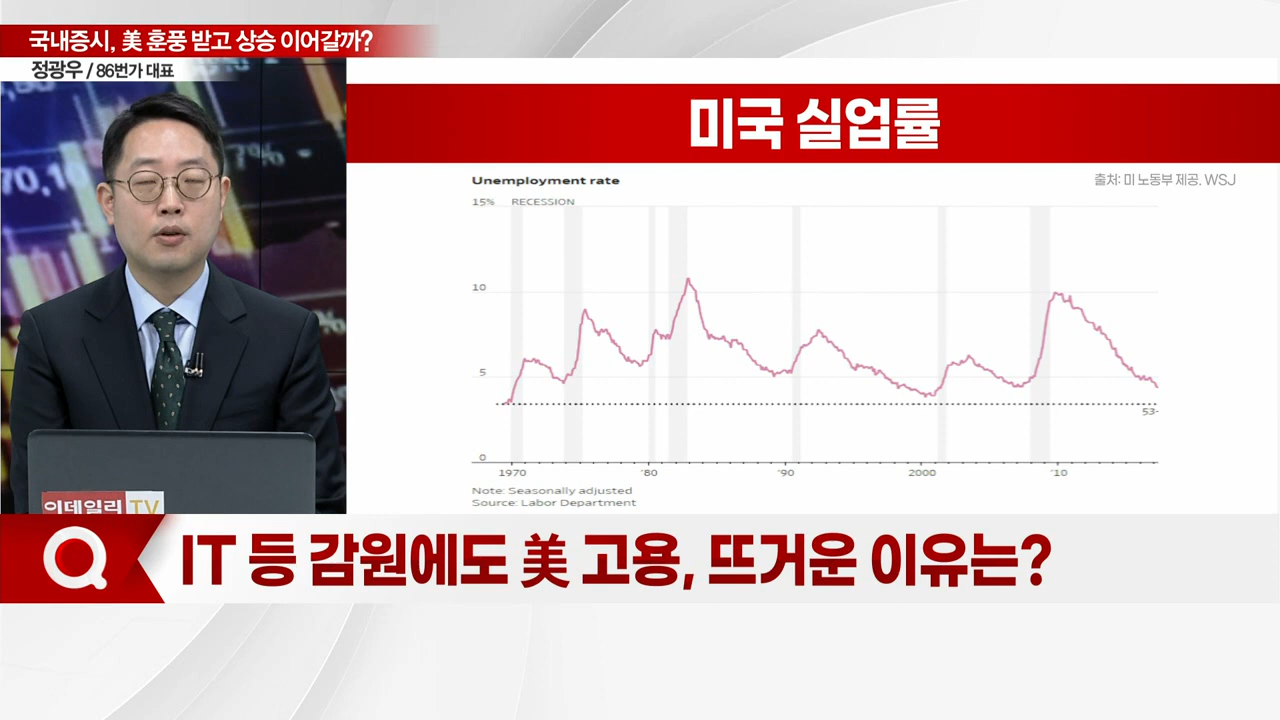 국내증시, 美 훈풍 받고 상승 이어갈까?
정광우 / 86번가 대표
미국 실업률
출처: 미 노동부 제공. WSJ
Unemployment rate
15% RECESSION
10
5
53-
0
1970 '80 '90 2000 '10
Note: Seasonally adjusted
Source: Labor Department
이데일리 TV
IT 등 감원에도 美 고용, 뜨거운 이유는?